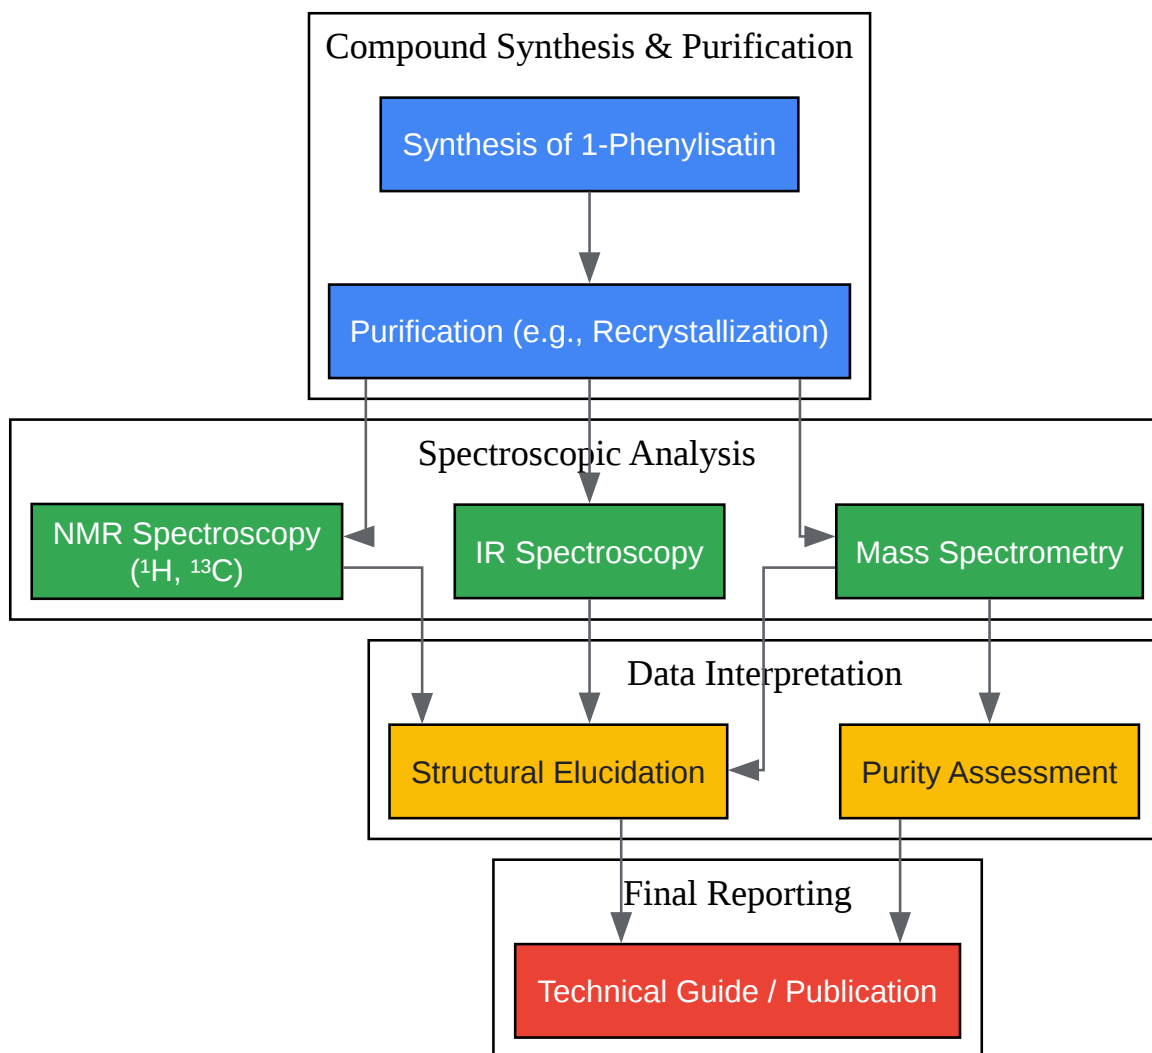 Compound Synthesis & Purification
Synthesis of 1-Phenylisatin
Purification (e.g., Recrystallization)
Spectroscopic Analysis
NMR Spectroscopy
(¹H, ¹³C)
IR Spectroscopy
Mass Spectrometry
Data Interpretation
Structural Elucidation
Purity Assessment
Final Reporting
Technical Guide / Publication